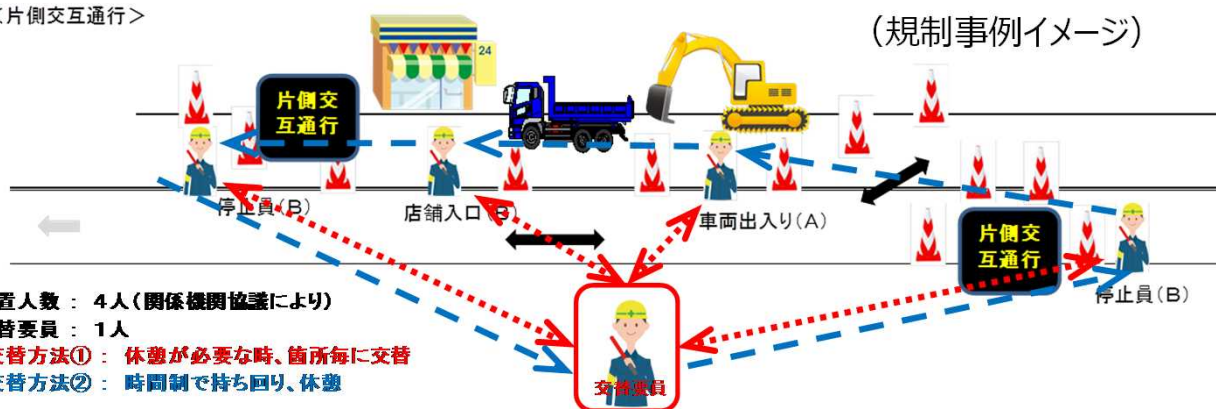 片側交互通行＞
（規制事例イメージ）
24
片側交
互通行
停止員（B）
店舗入口（B）
車両出入り（A）
片側交
互通行
停止員（B）
置人数 ： 4人（関係機関協議により）
替要員 ： 1人
交替方法① ： 休憩が必要な時、箇所毎に交替
交替方法② ： 時間制で持ち回り、休憩
交替要員